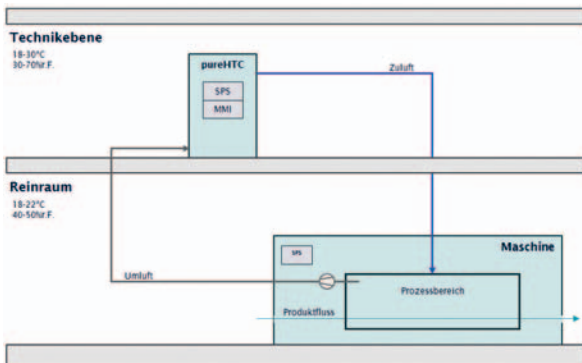 Technikebene
18-30°C
30-70%r.F.
pureHTC
SPS
MMI
Zuluft
Reinraum
18-22°C
40-50%r.F.
Maschine
SPS
Umluft
Prozessbereich
Produktfluss